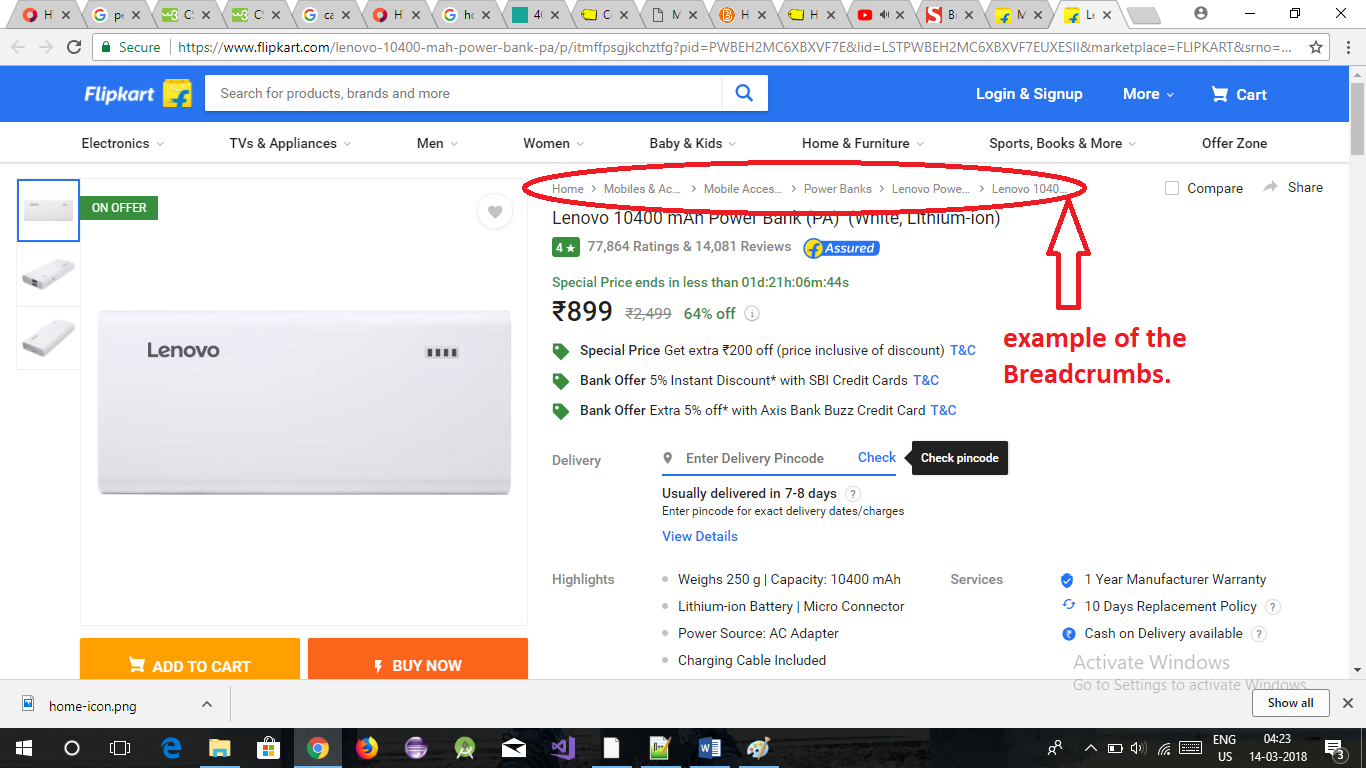 H
pe
CS
CS
ca
H
ho
4
C
M
H
H
B
M
Le
Secure https://www.flipkart.com/lenovo-10400-mah-power-bank-pa/p/itmffpsgjkchztfg?pid=PWBEH2MC6XBXVF7E&lid=LSTPWBEH2MC6XBXVF7EUXESII&marketplace=FLIPKART&srno=...
Flipkart Search for products, brands and more Login & Signup More Cart
Electronics TVs & Appliances Men Women Baby & Kids Home & Furniture Sports, Books & More Offer Zone
Home > Mobiles & Ac... > Mobile Acces... > Power Banks > Lenovo Powe... > Lenovo 1040... Compare Share
ON OFFER
Lenovo 10400 mAh Power Bank (PA) (White, Lithium-ion)
4 ★ 77,864 Ratings & 14,081 Reviews Assured
Special Price ends in less than 01d:21h:06m:44s
₹899 ₹2,499 64% off i
example of the
Breadcrumbs.
Lenovo
Special Price Get extra ₹200 off (price inclusive of discount) T&C
Bank Offer 5% Instant Discount* with SBI Credit Cards T&C
Bank Offer Extra 5% off* with Axis Bank Buzz Credit Card T&C
Delivery Enter Delivery Pincode Check Check pincode
Usually delivered in 7-8 days ?
Enter pincode for exact delivery dates/charges
View Details
Highlights Weighs 250 g | Capacity: 10400 mAh Services 1 Year Manufacturer Warranty
Lithium-ion Battery | Micro Connector 10 Days Replacement Policy ?
Power Source: AC Adapter Cash on Delivery available ?
Charging Cable Included
ADD TO CART BUY NOW
Activate Windows
Go to Settings to activate Windows.
home-icon.png Show all
ENG 04:23
US 14-03-2018 3